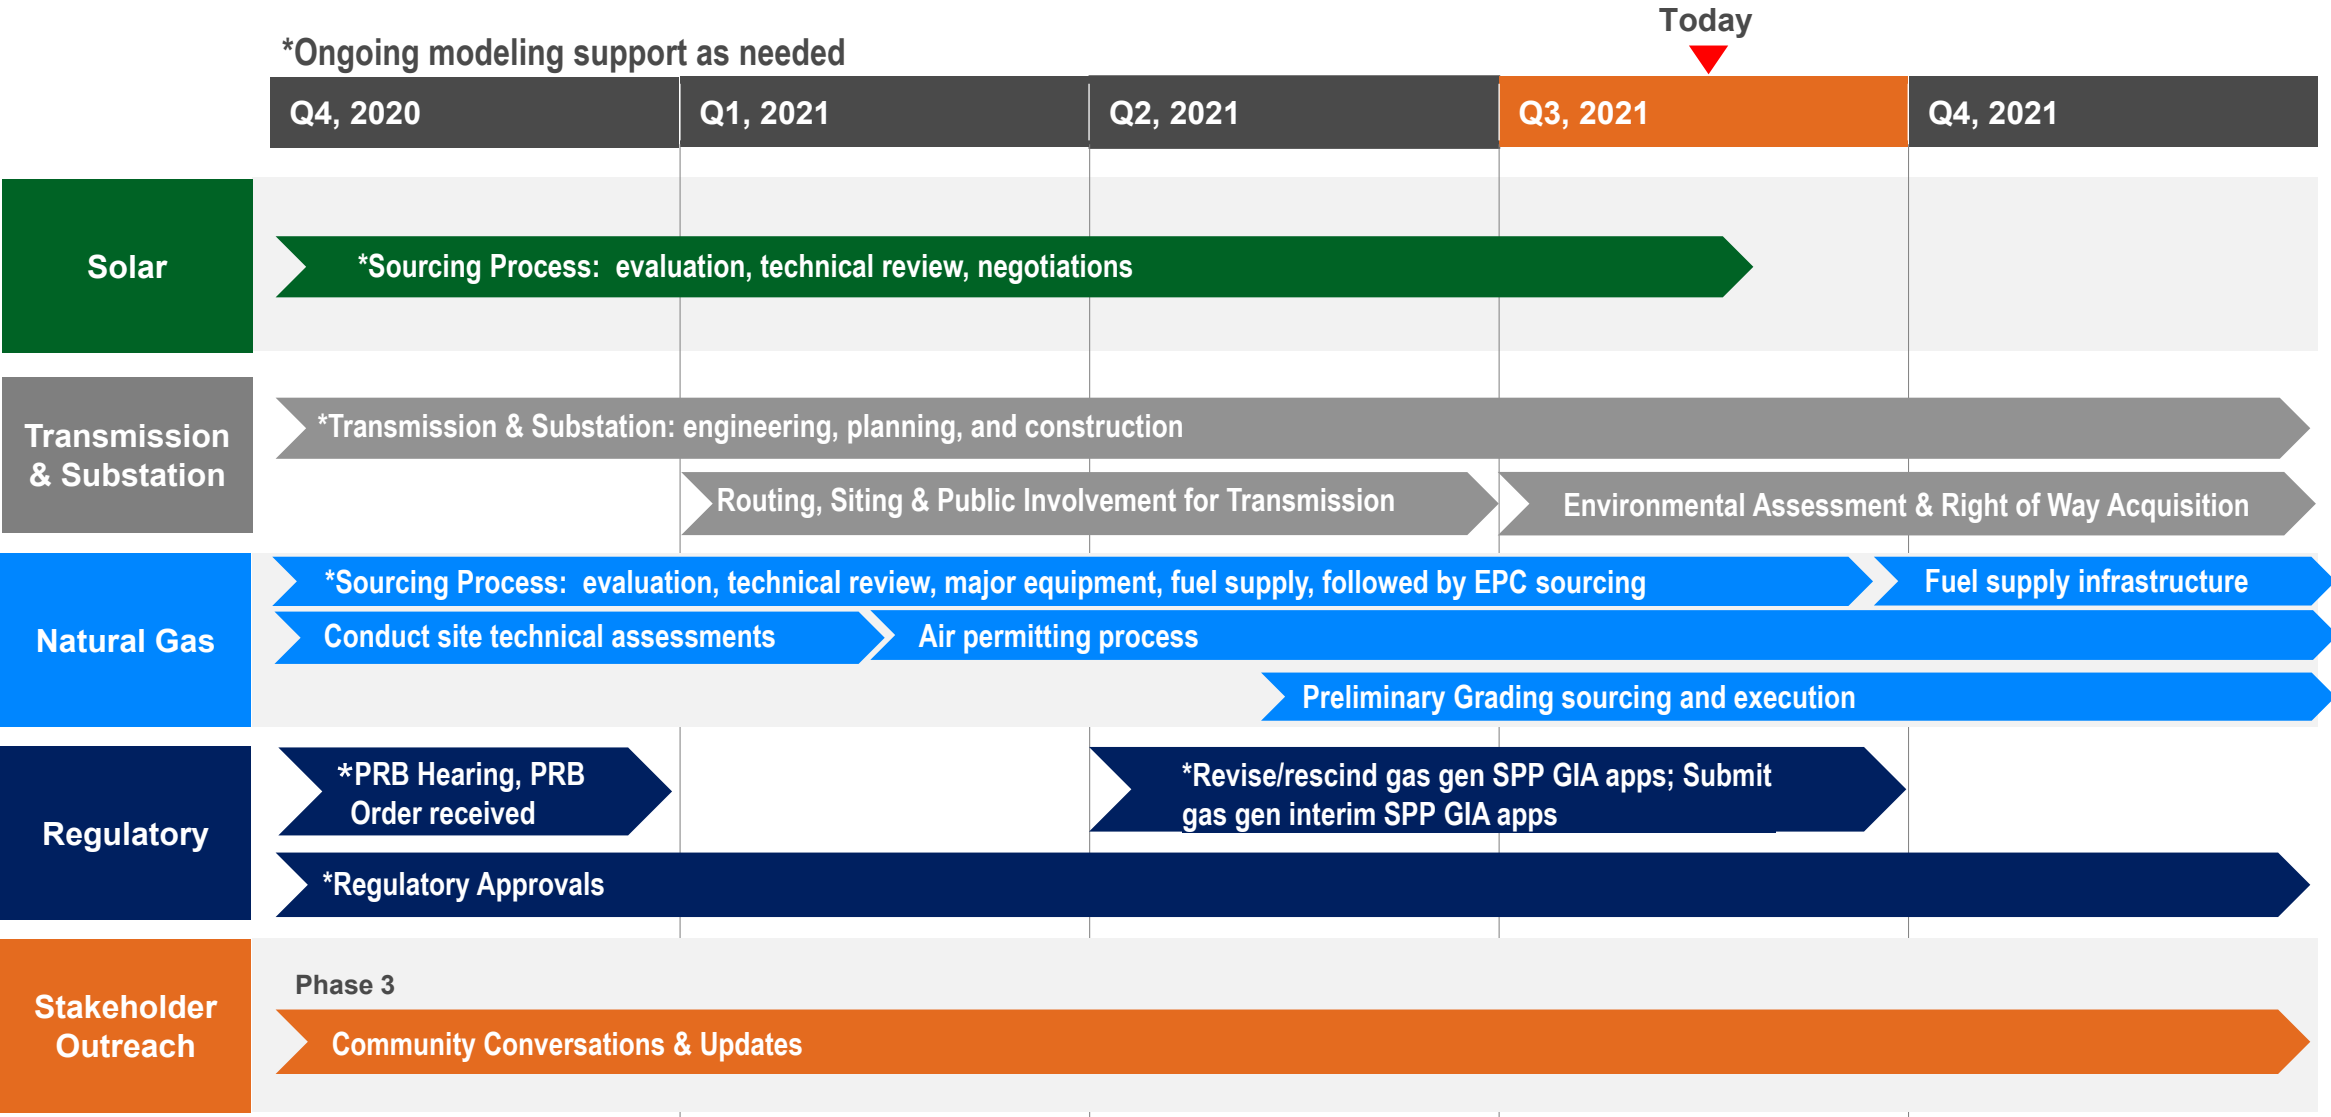 Today
*Ongoing modeling support as needed
Q4, 2020
Q1, 2021
Q2, 2021
Q3, 2021
Q4, 2021
Solar
*Sourcing Process:  evaluation, technical review, negotiations
Transmission
& Substation
*Transmission & Substation: engineering, planning, and construction
Routing, Siting & Public Involvement for Transmission
Environmental Assessment & Right of Way Acquisition
Natural Gas
*Sourcing Process:  evaluation, technical review, major equipment, fuel supply, followed by EPC sourcing
Fuel supply infrastructure
Conduct site technical assessments
Air permitting process
Preliminary Grading sourcing and execution
Regulatory
*PRB Hearing, PRB
Order received
*Revise/rescind gas gen SPP GIA apps; Submit
gas gen interim SPP GIA apps
*Regulatory Approvals
Stakeholder
Outreach
Phase 3
Community Conversations & Updates